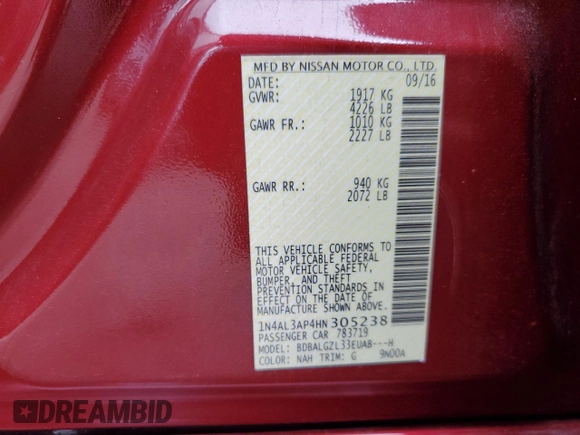 MFD BY NISSAN MOTOR CO., LTD.
DATE: 09/16
GVWR: 1917 KG
4226 LB
GAWR FR.: 1010 KG
2227 LB
GAWR RR.: 940 KG
2072 LB
THIS VEHICLE CONFORMS TO
ALL APPLICABLE FEDERAL
MOTOR VEHICLE SAFETY,
BUMPER, AND THEFT
PREVENTION STANDARDS IN
EFFECT ON THE DATE OF
MANUFACTURE SHOWN ABOVE.
1N4AL3AP4HN305238
PASSENGER CAR 783719
MODEL: BDBALGZL33EUAB---H
COLOR: NAH TRIM: G 9N00A
DREAMBID